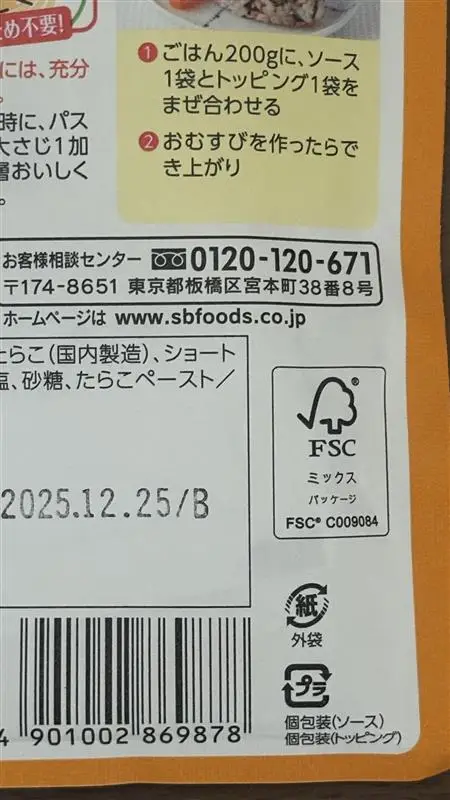 ため不要!
には、充分
時に、パス
大さじ1加
層おいしく
。
1 ごはん200gに、ソース
1袋とトッピング1袋を
まぜ合わせる
2 おむすびを作ったらで
き上がり
お客様相談センター 0120-120-671
〒174-8651 東京都板橋区宮本町38番8号
ホームページは www.sbfoods.co.jp
たらこ(国内製造)、ショート
塩、砂糖、たらこペースト/
2025.12.25/B
FSC
ミックス
パッケージ
FSC® C009084
紙
外袋
プラ
個包装(ソース)
個包装(トッピング)
4 901002 869878